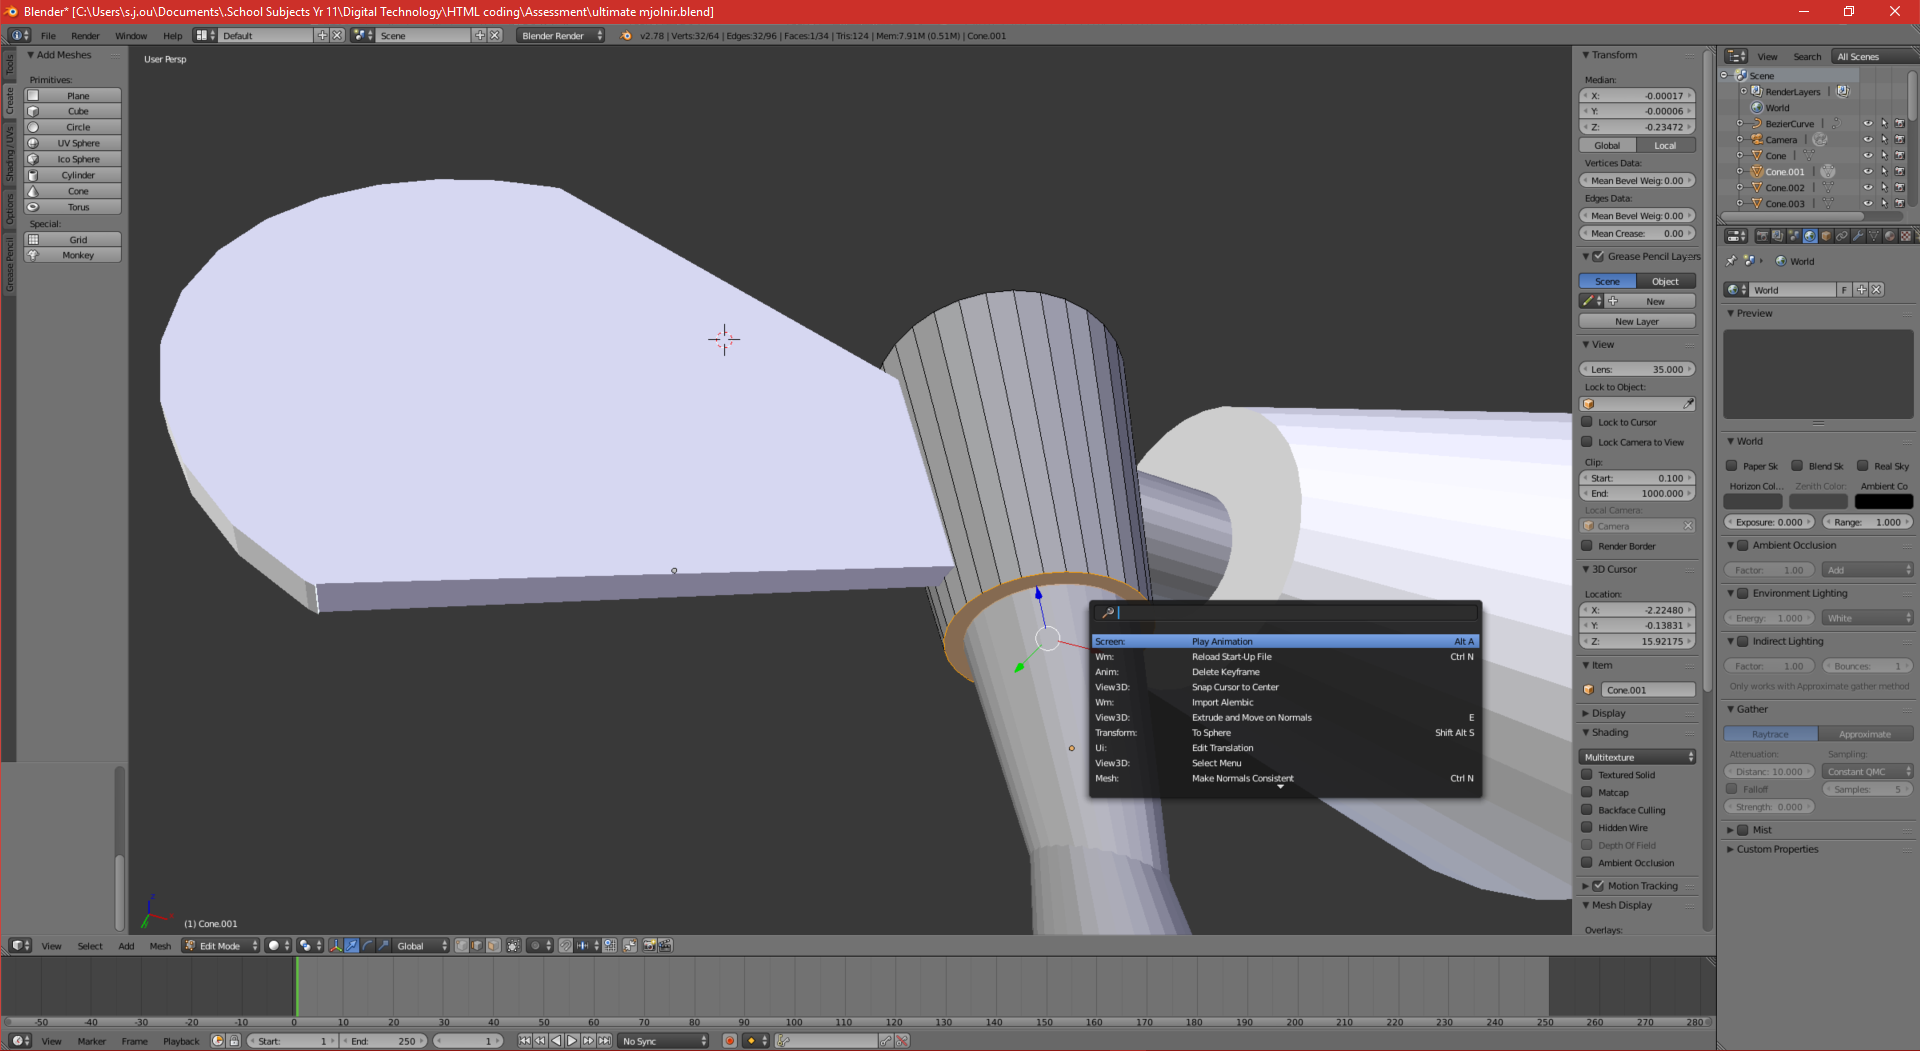 Blender* [C:\Users\s.j.ou\Documents\.School Subjects Yr 11\Digital Technology\HTML coding\Assessment\ultimate mjolnir.blend]
File Render Window Help Default Scene Blender Render v2.78 | Verts:32/64 | Edges:32/96 | Faces:1/34 | Tris:124 | Mem:7.91M (0.51M) | Cone.001
Tools
Create
Shading / UVs
Options
Grease Pencil
Add Meshes
Primitives:
Plane
Cube
Circle
UV Sphere
Ico Sphere
Cylinder
Cone
Torus
Special:
Grid
Monkey
User Persp
(1) Cone.001
Screen: Play Animation Alt A
Wm: Reload Start-Up File Ctrl N
Anim: Delete Keyframe
View3D: Snap Cursor to Center
Wm: Import Alembic
View3D: Extrude and Move on Normals E
Transform: To Sphere Shift Alt S
Ui: Edit Translation
View3D: Select Menu
Mesh: Make Normals Consistent Ctrl N
Transform
Median:
X: -0.00017
Y: -0.00006
Z: -0.23472
Global Local
Vertices Data:
Mean Bevel Weig: 0.00
Edges Data:
Mean Bevel Weig: 0.00
Mean Crease: 0.00
Grease Pencil Layers
Scene Object
New
New Layer
View
Lens: 35.000
Lock to Object:
Lock to Cursor
Lock Camera to View
Clip:
Start: 0.100
End: 1000.000
Local Camera:
Camera
Render Border
3D Cursor
Location:
X: -2.22480
Y: -0.13831
Z: 15.92175
Item
Cone.001
Display
Shading
Multitexture
Textured Solid
Matcap
Backface Culling
Hidden Wire
Depth Of Field
Ambient Occlusion
Motion Tracking
Mesh Display
Overlays:
View Search All Scenes
Scene
RenderLayers |
World
BezierCurve |
Camera |
Cone |
Cone.001 |
Cone.002 |
Cone.003 |
World
World F
Preview
World
Paper Sk Blend Sk Real Sky
Horizon Col... Zenith Color: Ambient Co
Exposure: 0.000 Range: 1.000
Ambient Occlusion
Factor: 1.00 Add
Environment Lighting
Energy: 1.000 White
Indirect Lighting
Factor: 1.00 Bounces: 1
Only works with Approximate gather method
Gather
Raytrace Approximate
Attenuation: Sampling:
Distanc: 10.000 Constant QMC
Falloff Samples: 5
Strength: 0.000
Mist
Custom Properties
View Select Add Mesh Edit Mode Global
-50 -40 -30 -20 -10 0 10 20 30 40 50 60 70 80 90 100 110 120 130 140 150 160 170 180 190 200 210 220 230 240 250 260 270 280
View Marker Frame Playback Start: 1 End: 250 1 No Sync